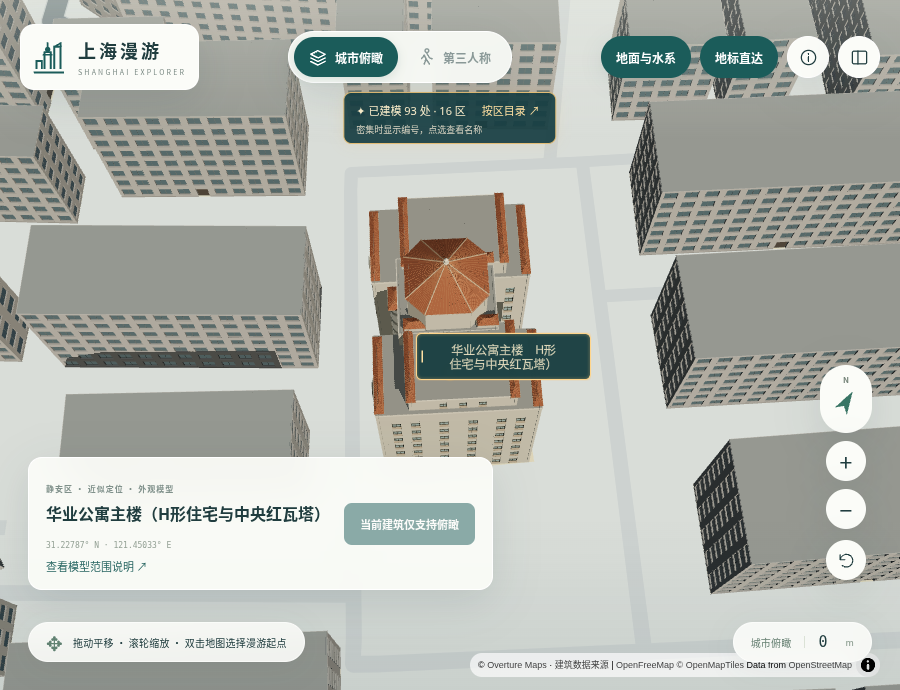 上海漫游
SHANGHAI EXPLORER
城市俯瞰
第三人称
地面与水系
地标直达
✦ 已建模 93 处 · 16 区 按区目录 ↗
密集时显示编号，点选查看名称
华业公寓主楼 H形
住宅与中央红瓦塔）
N
静安区 · 近似定位 · 外观模型
华业公寓主楼（H形住宅与中央红瓦塔）
当前建筑仅支持俯瞰
31.22787° N · 121.45033° E
查看模型范围说明 ↗
拖动平移 · 滚轮缩放 · 双击地图选择漫游起点
城市俯瞰 0 m
© Overture Maps · 建筑数据来源 | OpenFreeMap © OpenMapTiles Data from OpenStreetMap